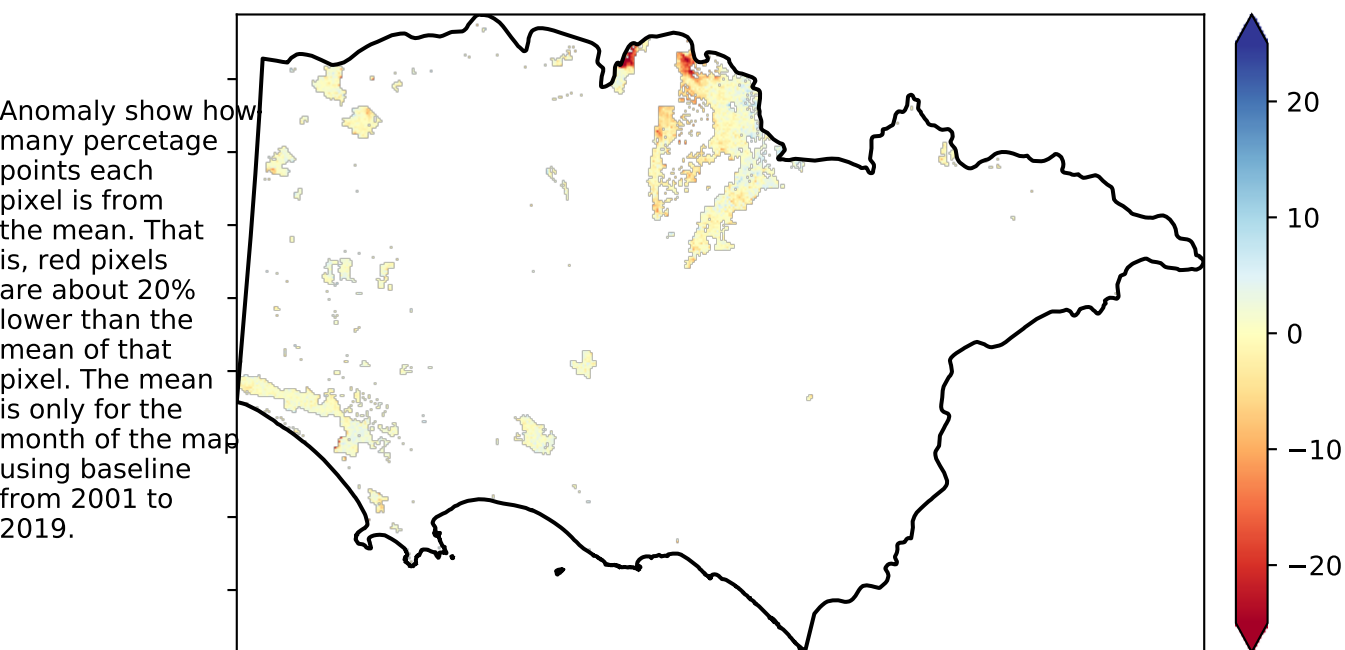 Anomaly show how
many percetage
points each
pixel is from
the mean. That
is, red pixels
are about 20%
lower than the
mean of that
pixel. The mean
is only for the
month of the map
using baseline
from 2001 to
2019.
20
10
0
−10
−20